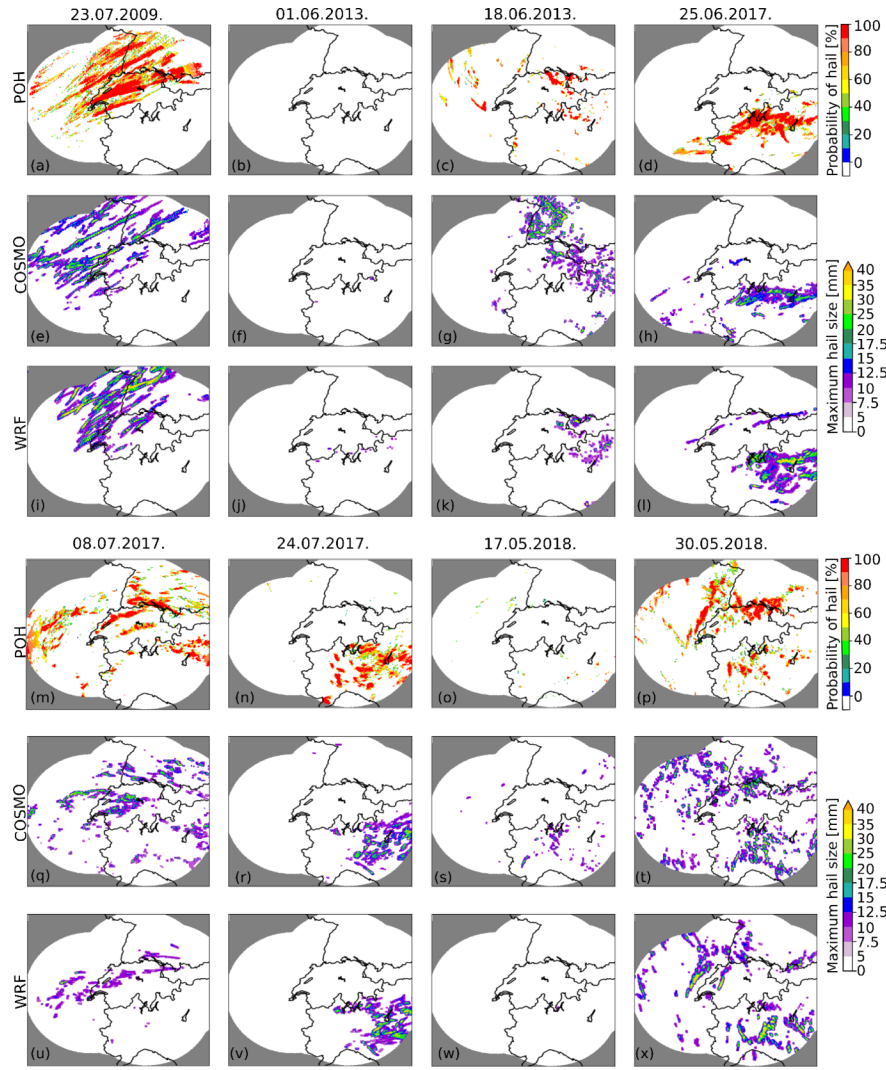 23.07.2009. 01.06.2013. 18.06.2013. 25.06.2017.
POH
(a) (b) (c) (d)
100
90
80
60
40
20
10
0
Probability of hail [%]
COSMO
(e) (f) (g) (h)
WRF
(i) (j) (k) (l)
40
35
30
25
20
17.5
15
12.5
10
7.5
5
0
Maximum hail size [mm]
08.07.2017. 24.07.2017. 17.05.2018. 30.05.2018.
POH
(m) (n) (o) (p)
100
90
80
60
40
20
10
0
Probability of hail [%]
COSMO
(q) (r) (s) (t)
WRF
(u) (v) (w) (x)
40
35
30
25
20
17.5
15
12.5
10
7.5
5
0
Maximum hail size [mm]